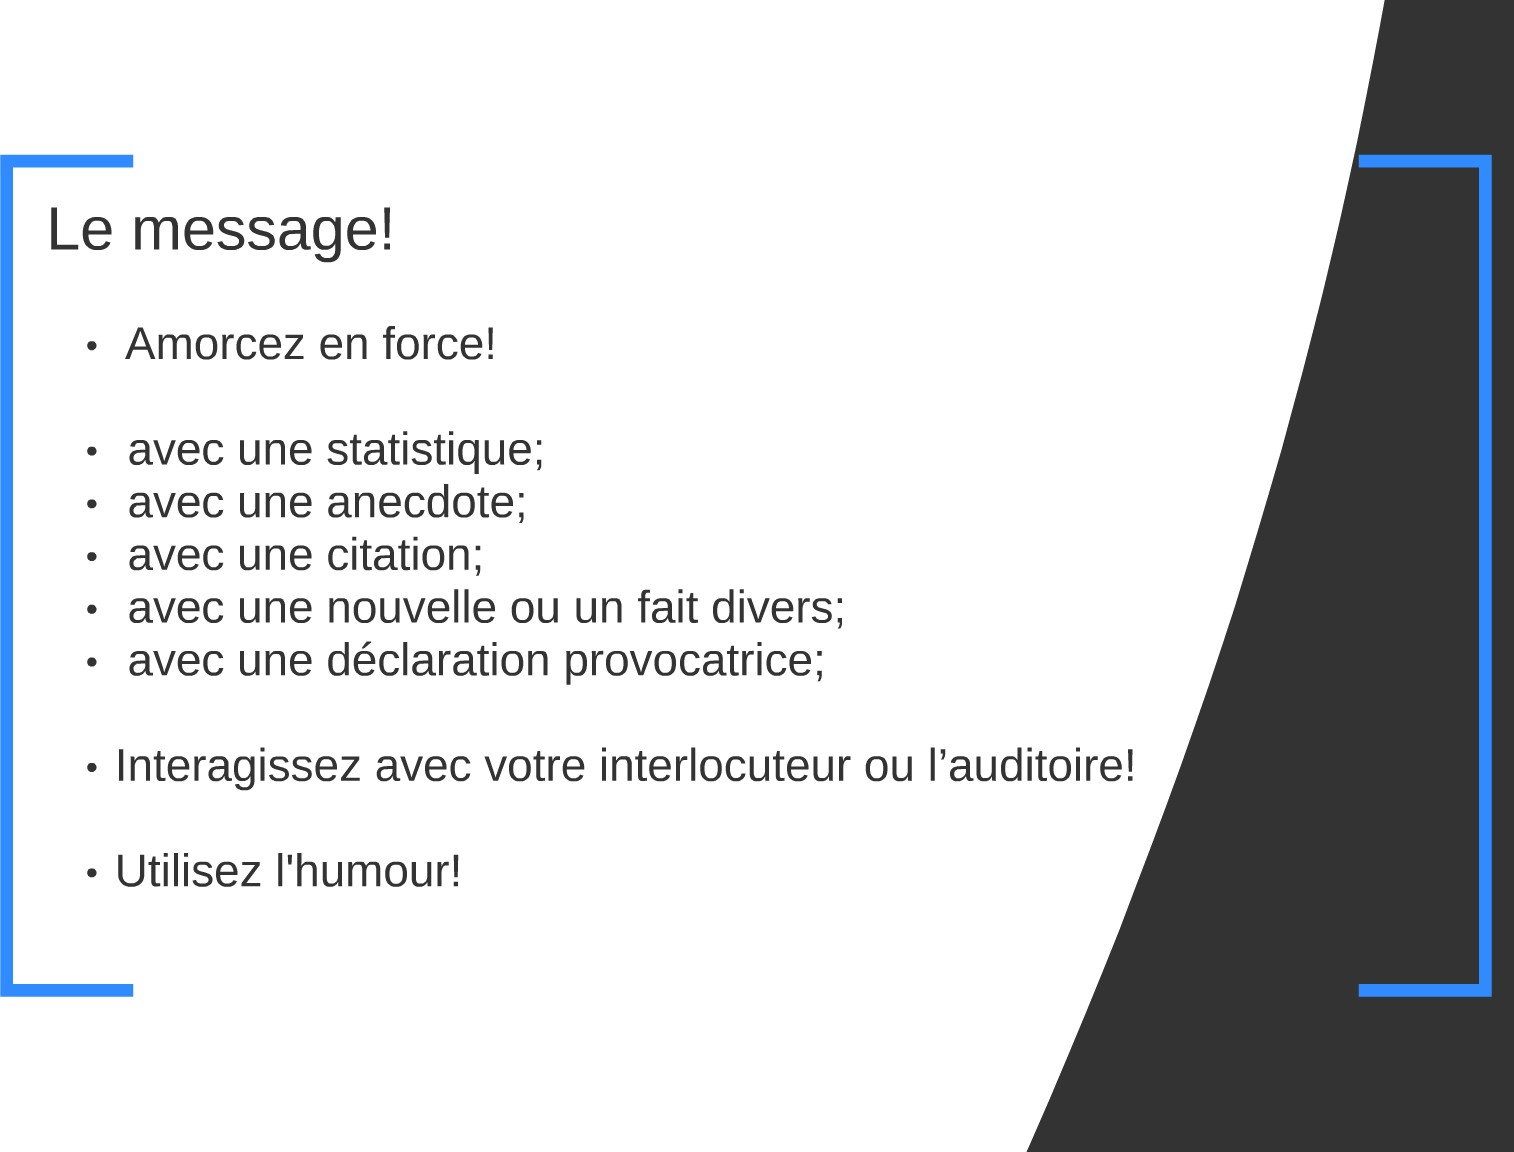 Le message!
• Amorcez en force!
• avec une statistique;
• avec une anecdote;
• avec une citation;
• avec une nouvelle ou un fait divers;
• avec une déclaration provocatrice;
• Interagissez avec votre interlocuteur ou l’auditoire!
• Utilisez l'humour!